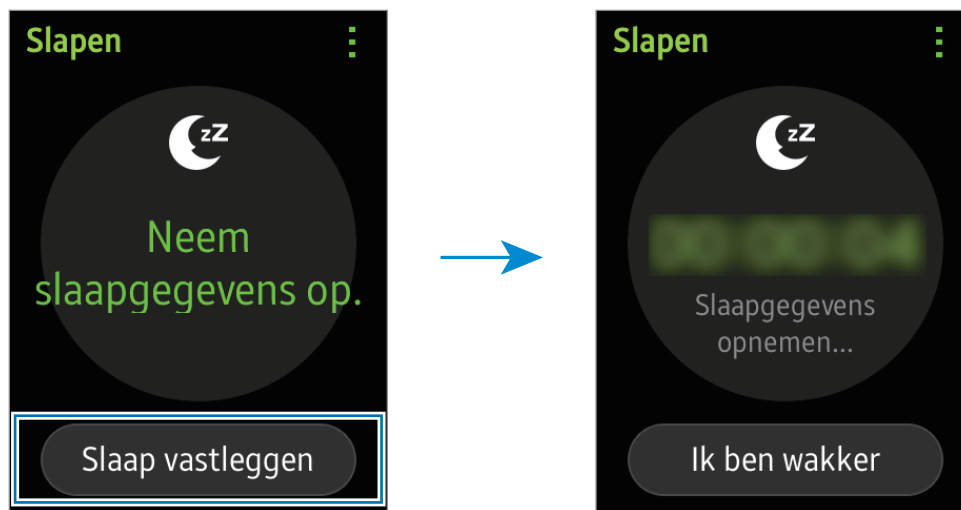 Slapen
Neem
slaapgegevens op.
Slaap vastleggen
Slapen
Slaapgegevens
opnemen...
Ik ben wakker